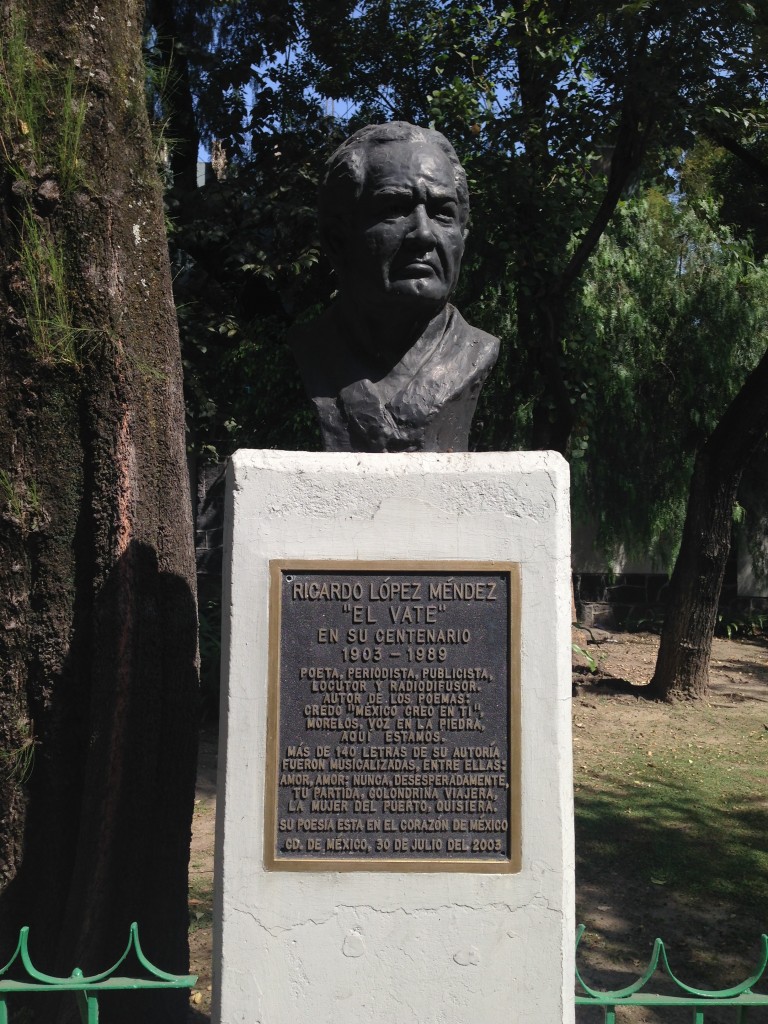 RICARDO LÓPEZ MÉNDEZ
"EL VATE"
EN SU CENTENARIO
1903 - 1989
POETA, PERIODISTA, PUBLICISTA,
LOCUTOR Y RADIODIFUSOR.
AUTOR DE LOS POEMAS:
CREDO "MÉXICO CREO EN TI",
MORELOS, VOZ EN LA PIEDRA,
AQUI ESTAMOS.
MÁS DE 140 LETRAS DE SU AUTORÍA
FUERON MUSICALIZADAS, ENTRE ELLAS:
AMOR, AMOR; NUNCA, DESESPERADAMENTE,
TU PARTIDA, GOLONDRINA VIAJERA,
LA MUJER DEL PUERTO, QUISIERA.
SU POESÍA ESTA EN EL CORAZÓN DE MÉXICO
CD. DE MÉXICO, 30 DE JULIO DEL 2003